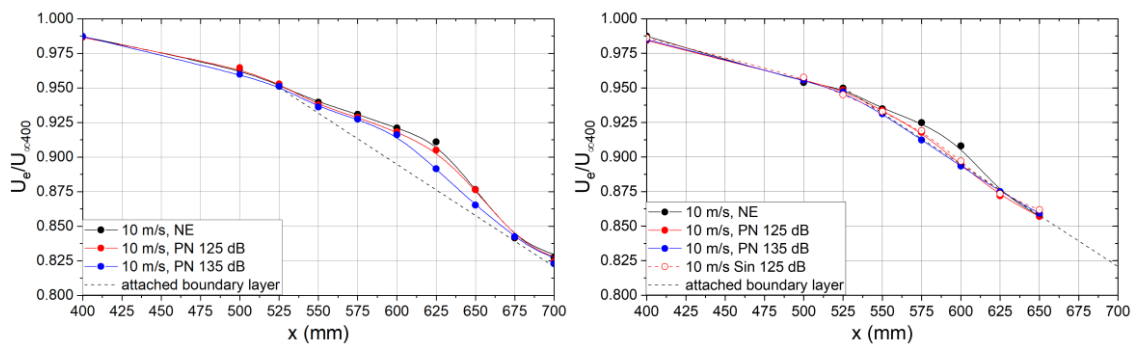 1.000
0.975
0.950
0.925
0.900
0.875
0.850
0.825
0.800
Ue/U∞400
10 m/s, NE
10 m/s, PN 125 dB
10 m/s, PN 135 dB
attached boundary layer
400 425 450 475 500 525 550 575 600 625 650 675 700
x (mm)
1.000
0.975
0.950
0.925
0.900
0.875
0.850
0.825
0.800
Ue/U∞400
10 m/s, NE
10 m/s, PN 125 dB
10 m/s, PN 135 dB
10 m/s Sin 125 dB
attached boundary layer
400 425 450 475 500 525 550 575 600 625 650 675 700
x (mm)